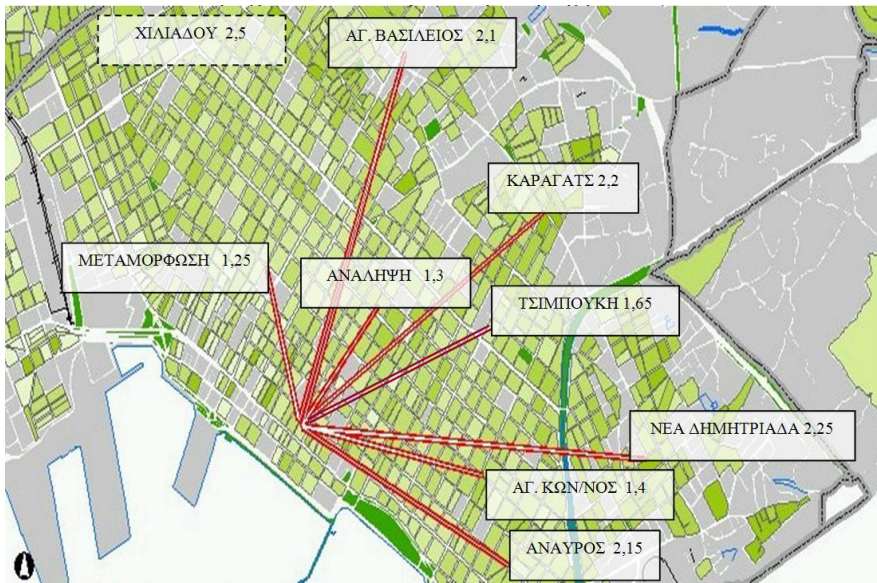 ΧΙΛΙΑΔΟΥ 2,5
ΑΓ. ΒΑΣΙΛΕΙΟΣ 2,1
ΚΑΡΑΓΑΤΣ 2,2
ΜΕΤΑΜΟΡΦΩΣΗ 1,25
ΑΝΑΛΗΨΗ 1,3
ΤΣΙΜΠΟΥΚΗ 1,65
ΝΕΑ ΔΗΜΗΤΡΙΑΔΑ 2,25
ΑΓ. ΚΩΝ/ΝΟΣ 1,4
ΑΝΑΥΡΟΣ 2,15